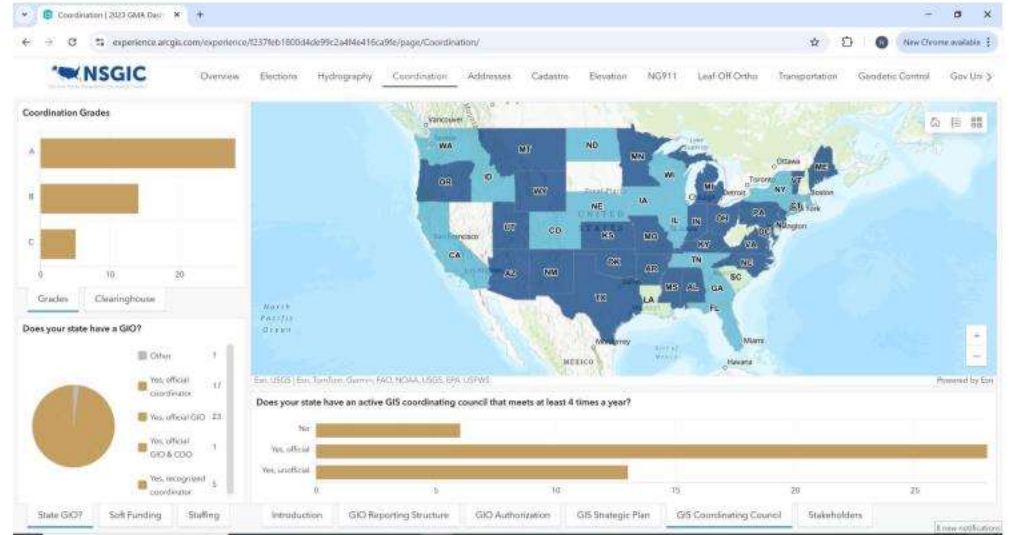 Coordination | 2023 GMA Das
experience.arcgis.com/experience/f237feb1800d4de99c2a4f4e416ca9fe/page/Coordination/
New Chrome available
NSGIC
Overview Elections Hydrography Coordination Addresses Cadastre Elevation NG911 Leaf-Off Ortho Transportation Geodetic Control Gov Uni
Coordination Grades
A
B
C
0 10 20
Grades Clearinghouse
Vancouver
WA MT ND MN
Ottawa
ME
OR ID WI Toronto VT
WY MI Detroit NY Boston
NE IA York
UNITED
IL IN OH PA
UT CO KS MO
Francisco
KY VA
CA TN NC
AZ NM OK AR SC
MS AL GA
TX LA
FL
North
Pacific
Ocean
Monterrey
Miami
MEXICO
Havana
Esri, USGS | Esri, TomTom, Garmin, FAO, NOAA, USGS, EPA, USFWS
Powered by Esri
Does your state have a GIO?
Other 1
Yes, official coordinator 17
Yes, official GIO 23
Yes, official GIO & COO 1
Yes, recognized coordinator 5
State GIO? Soft Funding Staffing
Does your state have an active GIS coordinating council that meets at least 4 times a year?
No
Yes, official
Yes, unofficial
0 5 10 15 20 25
Introduction GIO Reporting Structure GIO Authorization GIS Strategic Plan GIS Coordinating Council Stakeholders
8 new notifications